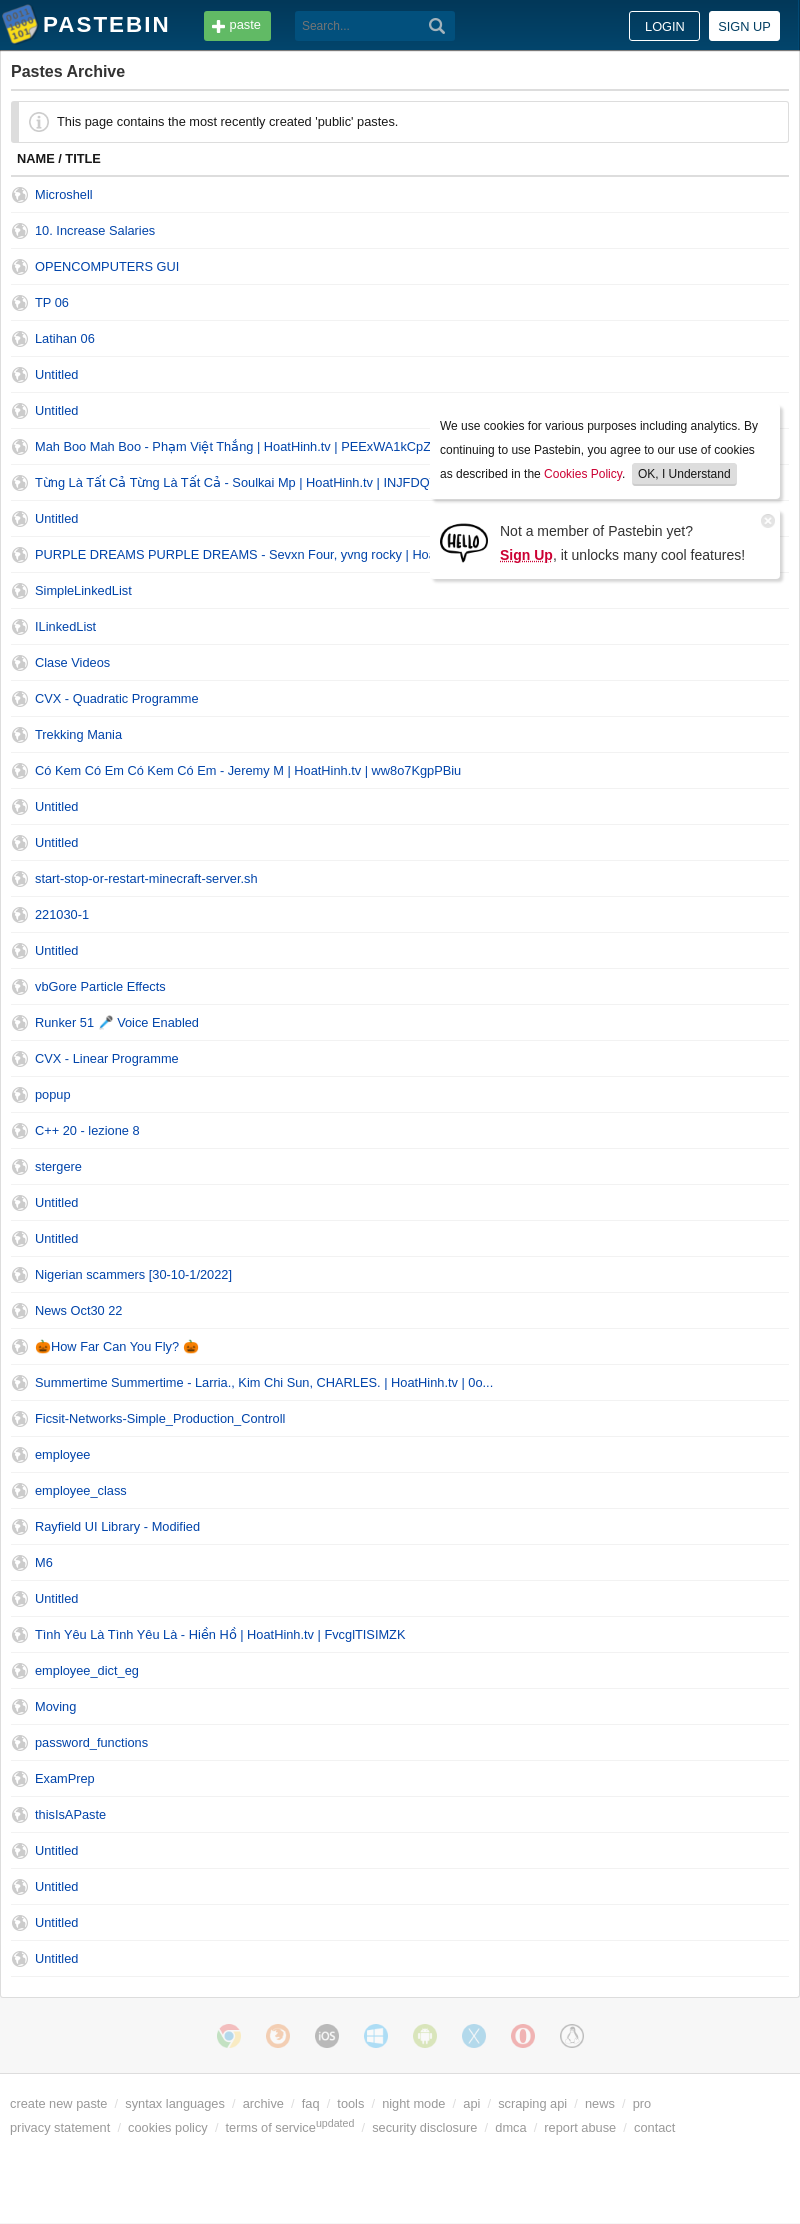 PASTEBIN
paste
Search...
LOGIN
SIGN UP
Pastes Archive
This page contains the most recently created 'public' pastes.
NAME / TITLE
Microshell
10. Increase Salaries
OPENCOMPUTERS GUI
TP 06
Latihan 06
Untitled
Untitled
Mah Boo Mah Boo - Phạm Việt Thắng | HoatHinh.tv | PEExWA1kCpZ
Từng Là Tất Cả Từng Là Tất Cả - Soulkai Mp | HoatHinh.tv | INJFDQ
Untitled
PURPLE DREAMS PURPLE DREAMS - Sevxn Four, yvng rocky | Hoa
We use cookies for various purposes including analytics. By
continuing to use Pastebin, you agree to our use of cookies
as described in the Cookies Policy. OK, I Understand
Not a member of Pastebin yet?
HELLO
Sign Up, it unlocks many cool features!
SimpleLinkedList
ILinkedList
Clase Videos
CVX - Quadratic Programme
Trekking Mania
Có Kem Có Em Có Kem Có Em - Jeremy M | HoatHinh.tv | ww8o7KgpPBiu
Untitled
Untitled
start-stop-or-restart-minecraft-server.sh
221030-1
Untitled
vbGore Particle Effects
Runker 51 🎤 Voice Enabled
CVX - Linear Programme
popup
C++ 20 - lezione 8
stergere
Untitled
Untitled
Nigerian scammers [30-10-1/2022]
News Oct30 22
🎃How Far Can You Fly? 🎃
Summertime Summertime - Larria., Kim Chi Sun, CHARLES. | HoatHinh.tv | 0o...
Ficsit-Networks-Simple_Production_Controll
employee
employee_class
Rayfield UI Library - Modified
M6
Untitled
Tình Yêu Là Tình Yêu Là - Hiền Hồ | HoatHinh.tv | FvcglTISIMZK
employee_dict_eg
Moving
password_functions
ExamPrep
thisIsAPaste
Untitled
Untitled
Untitled
Untitled
iOS
create new paste / syntax languages / archive / faq / tools / night mode / api / scraping api / news / pro
privacy statement / cookies policy / terms of serviceupdated / security disclosure / dmca / report abuse / contact